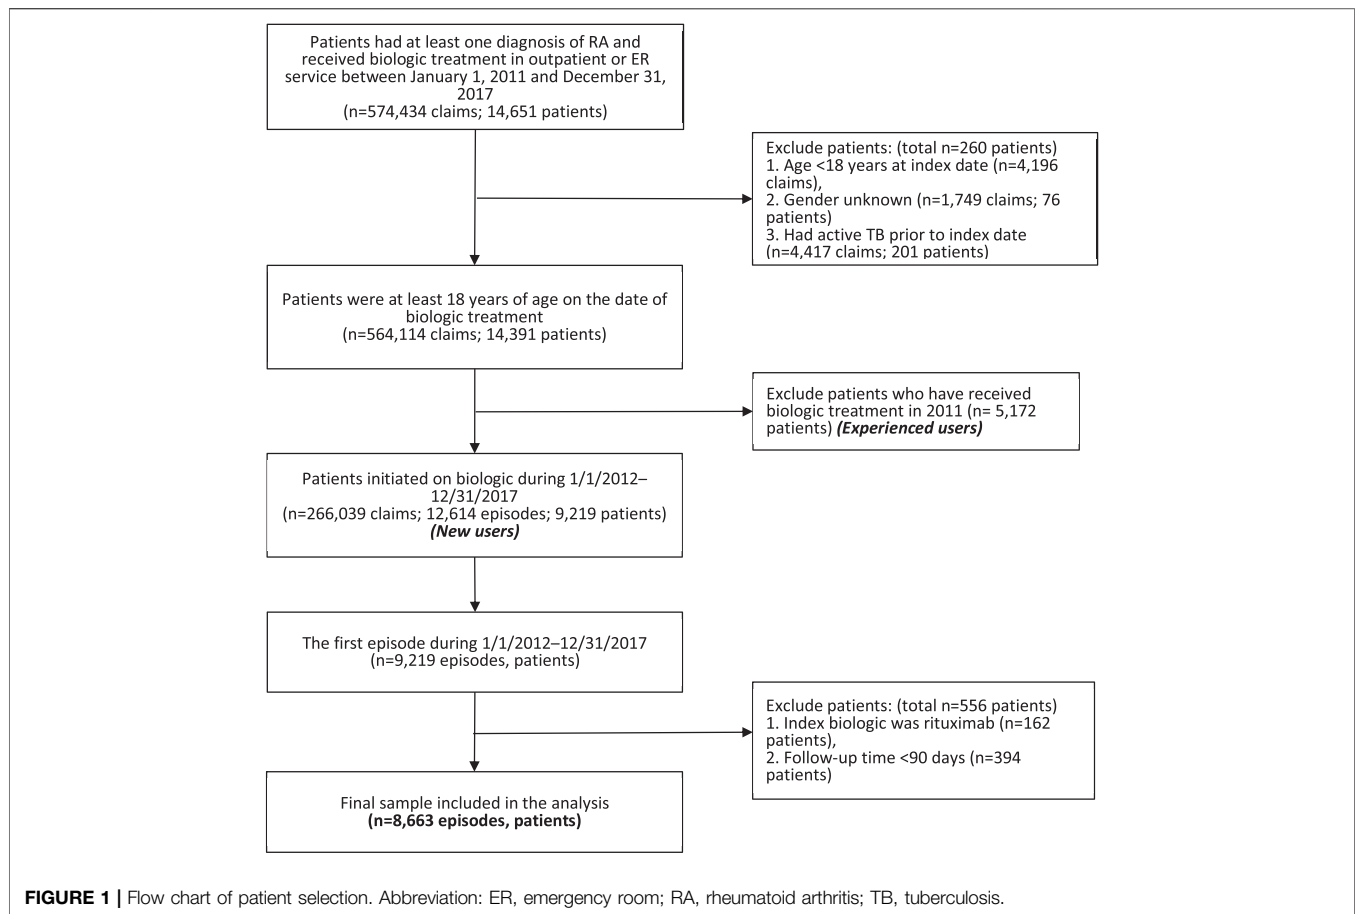 Patients had at least one diagnosis of RA and
received biologic treatment in outpatient or ER
service between January 1, 2011 and December 31,
2017
(n=574,434 claims; 14,651 patients)
Exclude patients: (total n=260 patients)
1. Age <18 years at index date (n=4,196
claims),
2. Gender unknown (n=1,749 claims; 76
patients)
3. Had active TB prior to index date
(n=4,417 claims; 201 patients)
Patients were at least 18 years of age on the date of
biologic treatment
(n=564,114 claims; 14,391 patients)
Exclude patients who have received
biologic treatment in 2011 (n= 5,172
patients) (Experienced users)
Patients initiated on biologic during 1/1/2012–
12/31/2017
(n=266,039 claims; 12,614 episodes; 9,219 patients)
(New users)
The first episode during 1/1/2012–12/31/2017
(n=9,219 episodes, patients)
Exclude patients: (total n=556 patients)
1. Index biologic was rituximab (n=162
patients),
2. Follow-up time <90 days (n=394
patients)
Final sample included in the analysis
(n=8,663 episodes, patients)
FIGURE 1 | Flow chart of patient selection. Abbreviation: ER, emergency room; RA, rheumatoid arthritis; TB, tuberculosis.